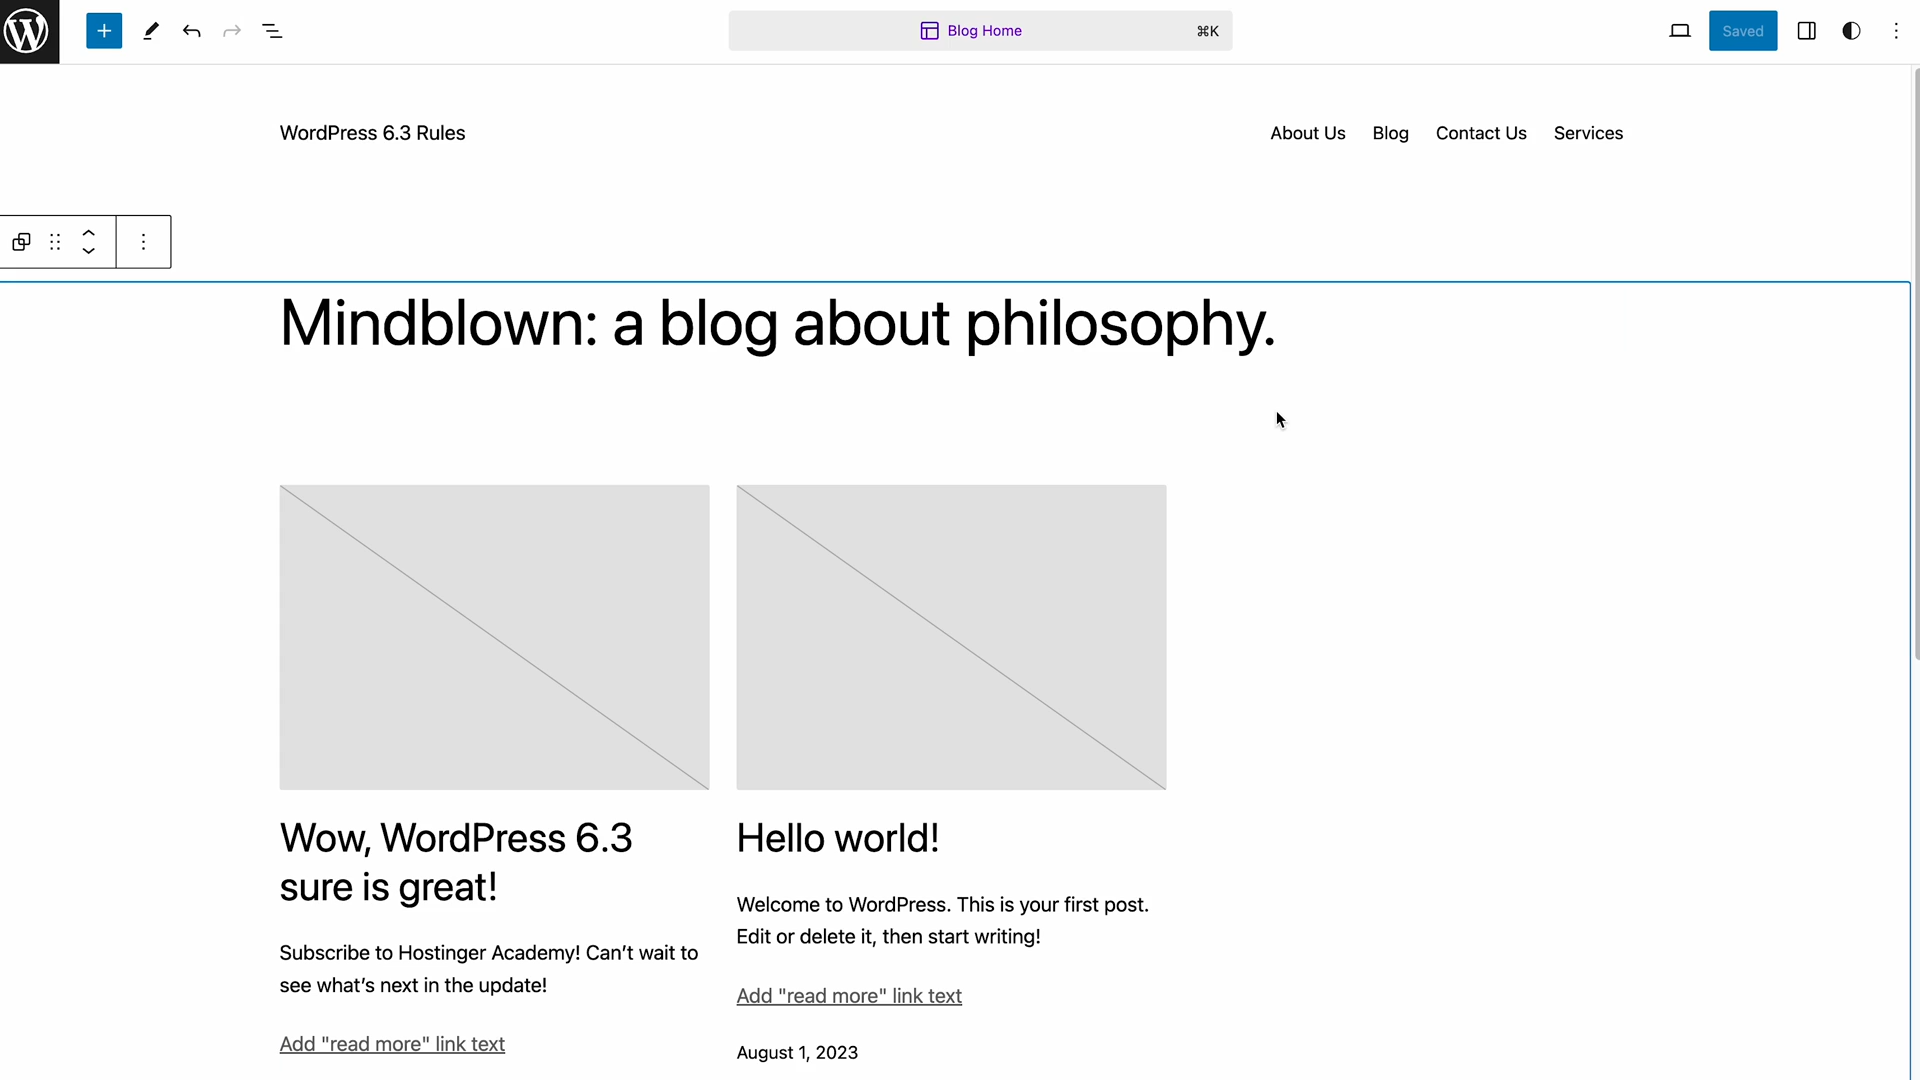 Blog Home
⌘K
Saved
WordPress 6.3 Rules
About Us
Blog
Contact Us
Services
Mindblown: a blog about philosophy.
Wow, WordPress 6.3
sure is great!
Subscribe to Hostinger Academy! Can’t wait to
see what’s next in the update!
Add "read more" link text
Hello world!
Welcome to WordPress. This is your first post.
Edit or delete it, then start writing!
Add "read more" link text
August 1, 2023